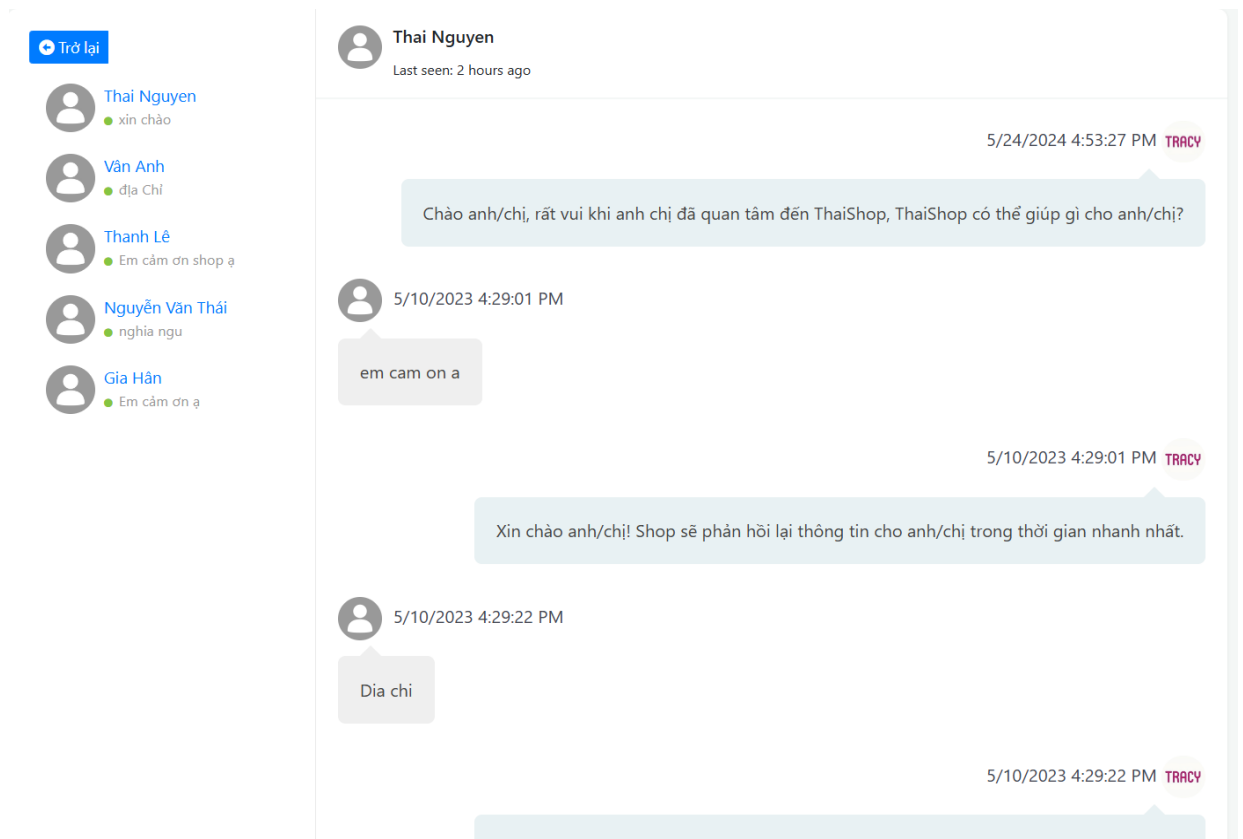 Trở lại
Thai Nguyen
xin chào
Vân Anh
địa Chỉ
Thanh Lê
Em cảm ơn shop ạ
Nguyễn Văn Thái
nghia ngu
Gia Hân
Em cảm ơn ạ
Thai Nguyen
Last seen: 2 hours ago
5/24/2024 4:53:27 PM TRACY
Chào anh/chị, rất vui khi anh chị đã quan tâm đến ThaiShop, ThaiShop có thể giúp gì cho anh/chị?
5/10/2023 4:29:01 PM
em cam on a
5/10/2023 4:29:01 PM TRACY
Xin chào anh/chị! Shop sẽ phản hồi lại thông tin cho anh/chị trong thời gian nhanh nhất.
5/10/2023 4:29:22 PM
Dia chi
5/10/2023 4:29:22 PM TRACY